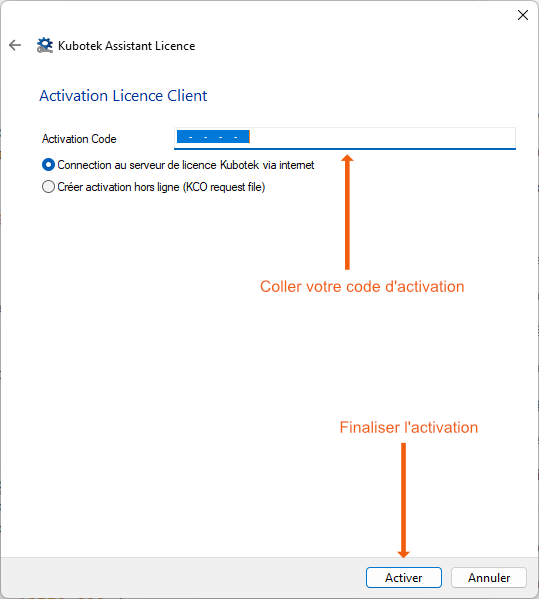 Kubotek Assistant Licence
Activation Licence Client
Activation Code - - - -
Connection au serveur de licence Kubotek via internet
Créer activation hors ligne (KCO request file)
Coller votre code d'activation
Finaliser l'activation
Activer Annuler